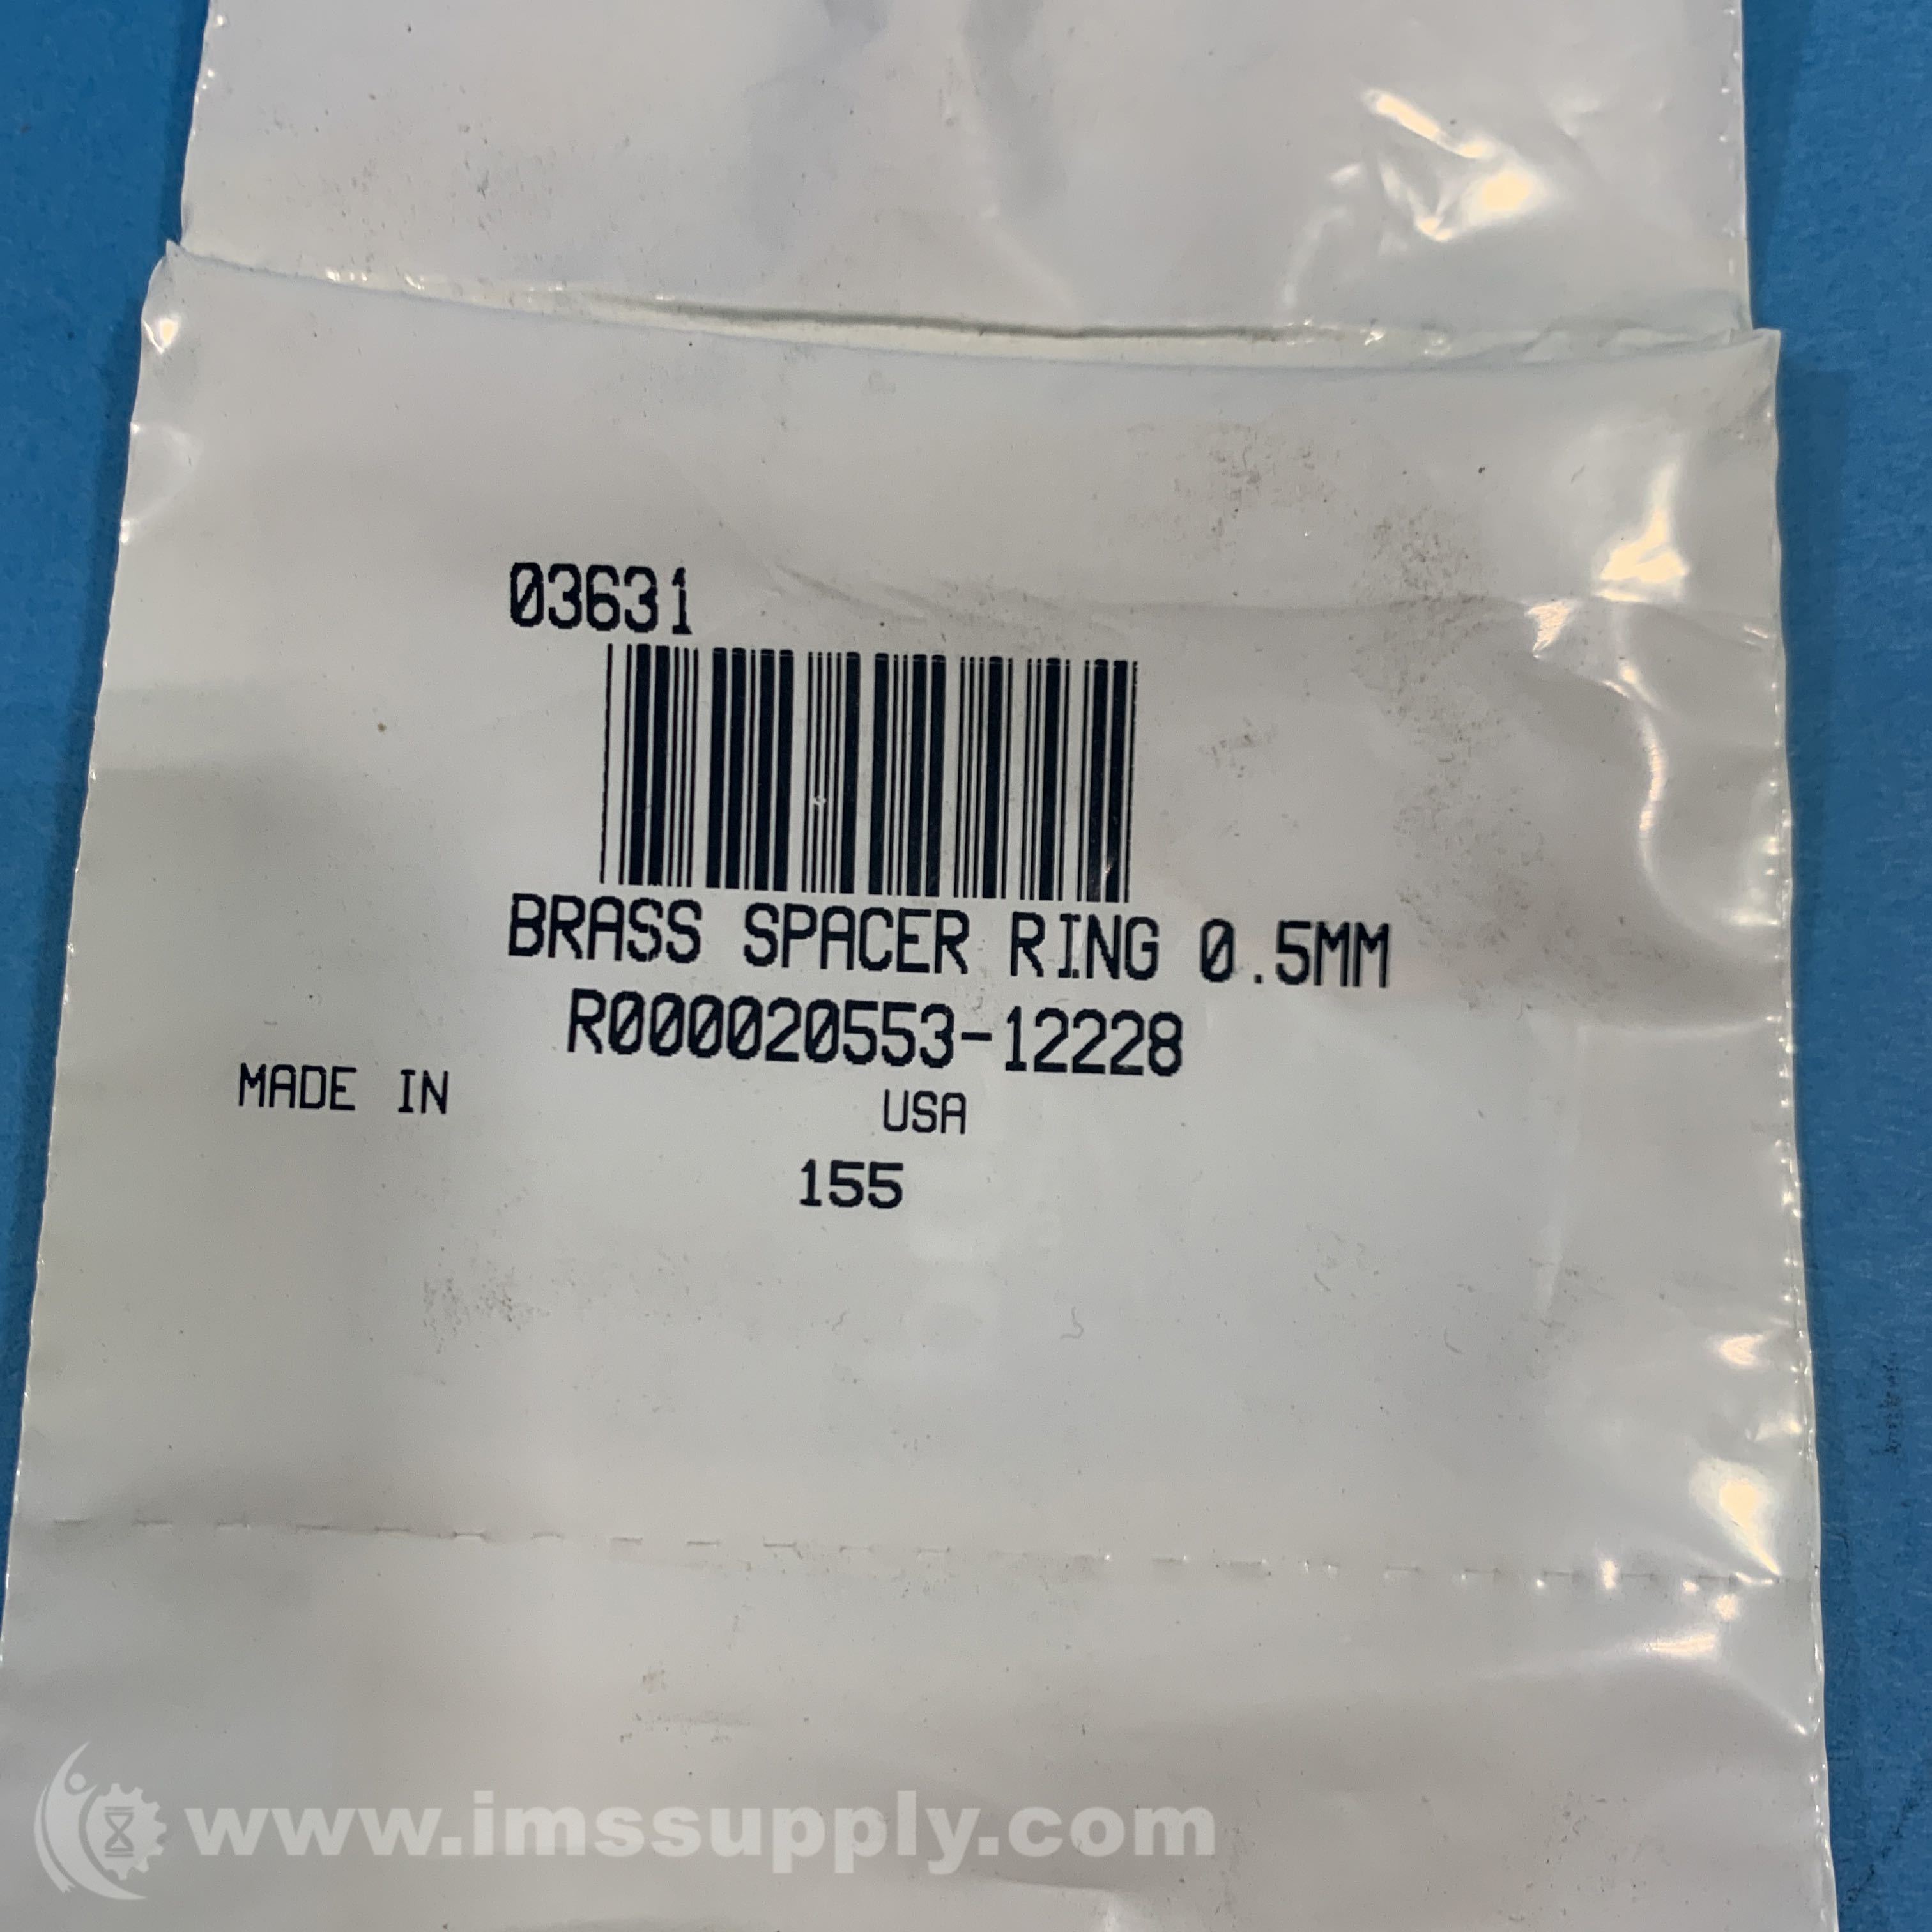 03631
BRASS SPACER RING 0.5MM
R000020553-12228
MADE IN USA
155
www.imssupply.com